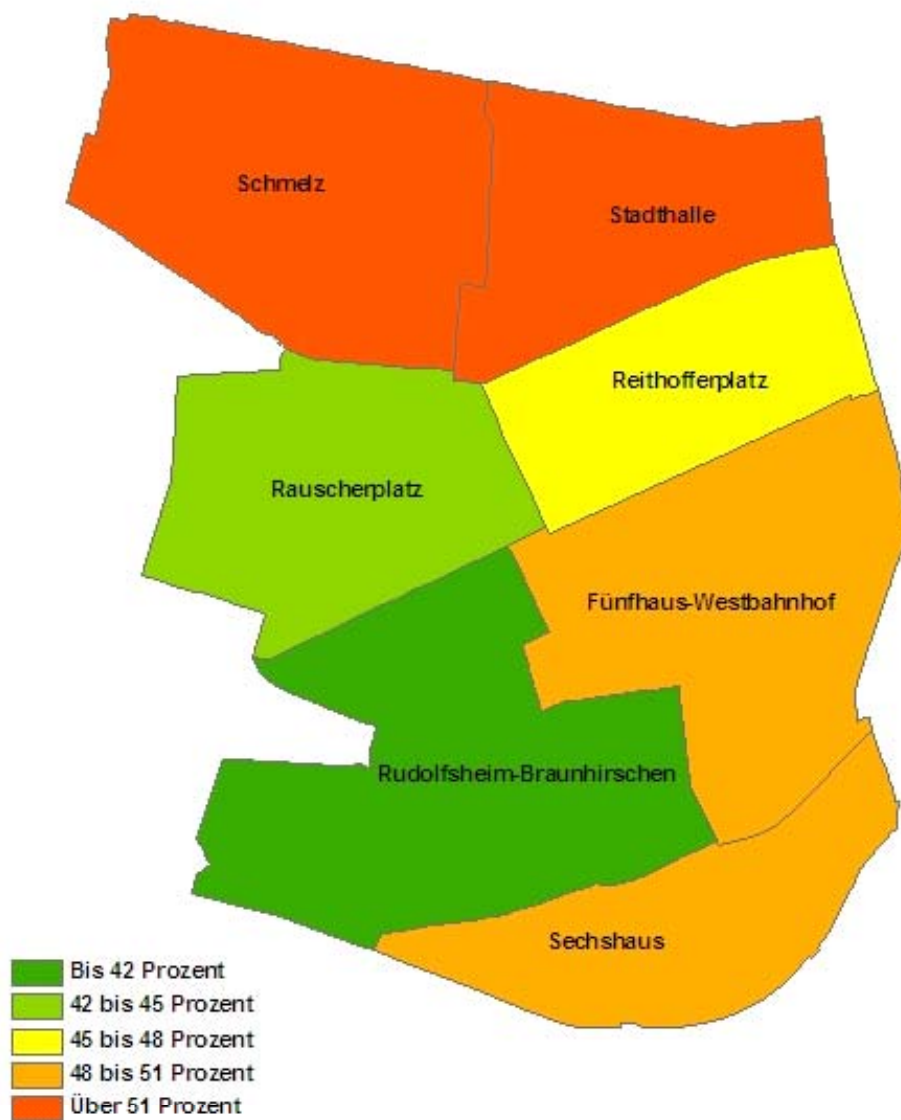 Schmelz
Stadthalle
Reithofferplatz
Rauscherplatz
Fünfhaus-Westbahnhof
Rudolfsheim-Braunhirschen
Sechshaus
Bis 42 Prozent
42 bis 45 Prozent
45 bis 48 Prozent
48 bis 51 Prozent
Über 51 Prozent